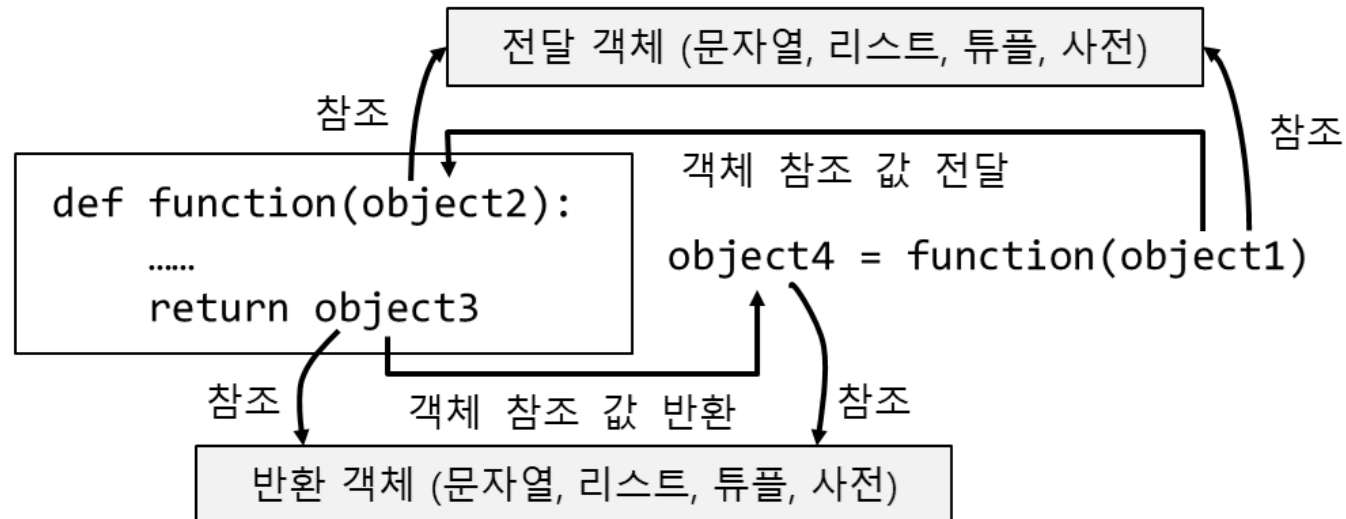 전달 객체 (문자열, 리스트, 튜플, 사전)
참조
참조
객체 참조 값 전달
def function(object2):
……
return object3
object4 = function(object1)
참조
객체 참조 값 반환
참조
반환 객체 (문자열, 리스트, 튜플, 사전)